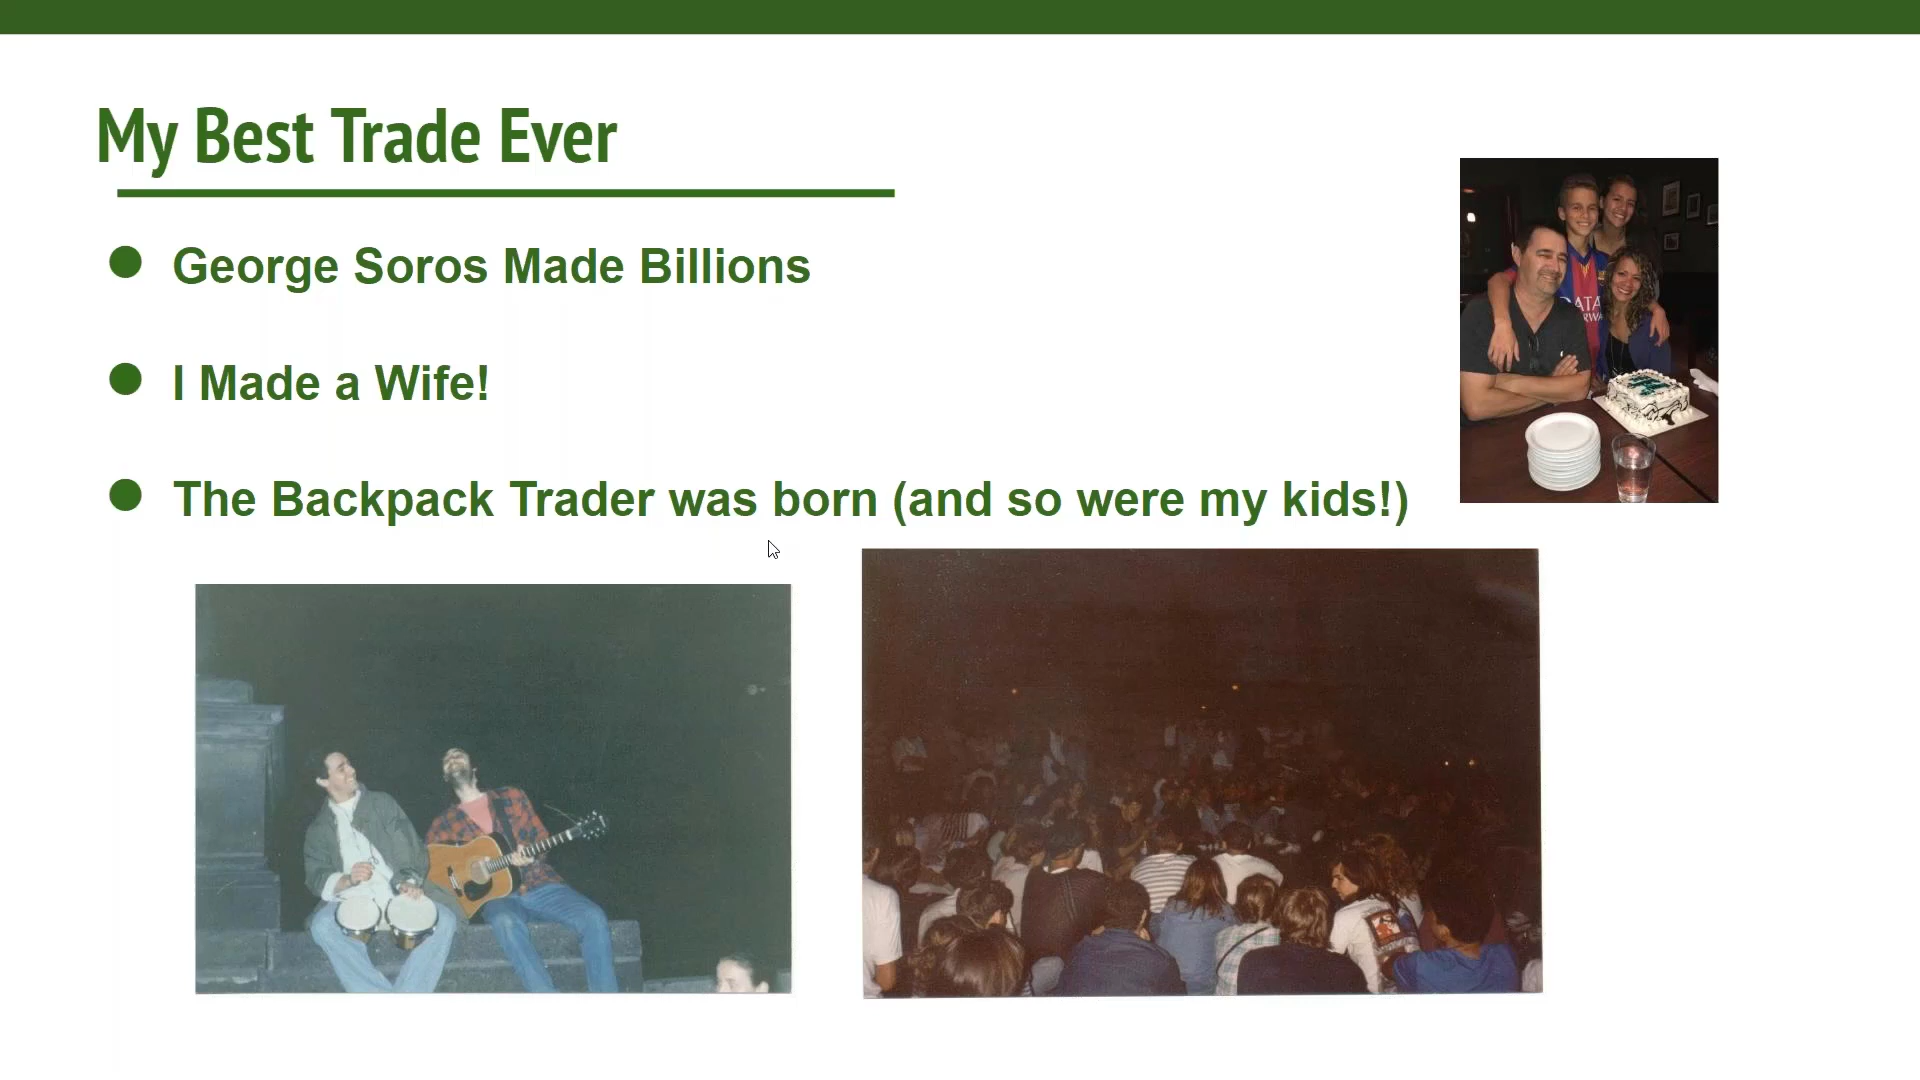 My Best Trade Ever
George Soros Made Billions
I Made a Wife!
The Backpack Trader was born (and so were my kids!)